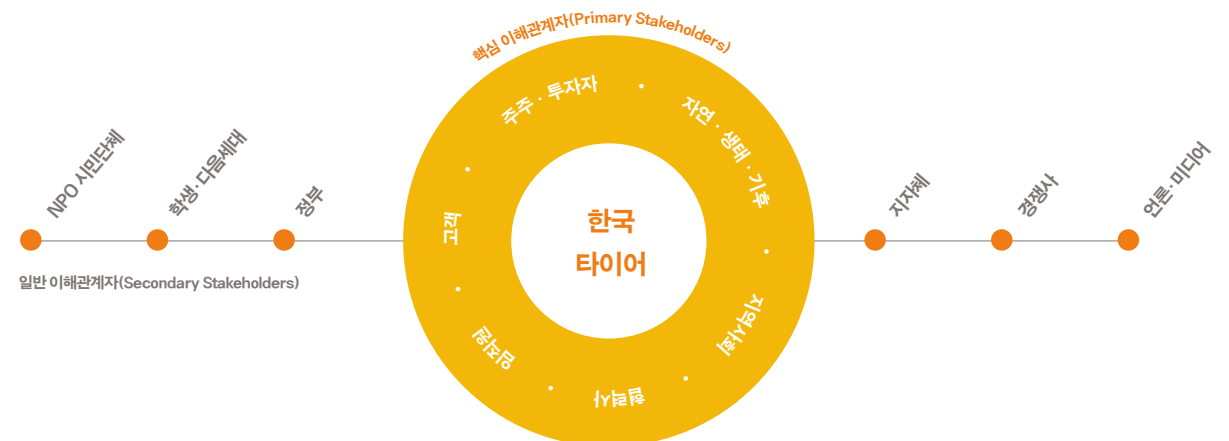 핵심 이해관계자(Primary Stakeholders)
주주 · 투자자
자연 · 생태 · 기후
지역사회
협력사
임직원
고객
한국
타이어
NPO 시민단체
학생·다음세대
정부
지자체
경쟁사
언론·미디어
일반 이해관계자(Secondary Stakeholders)